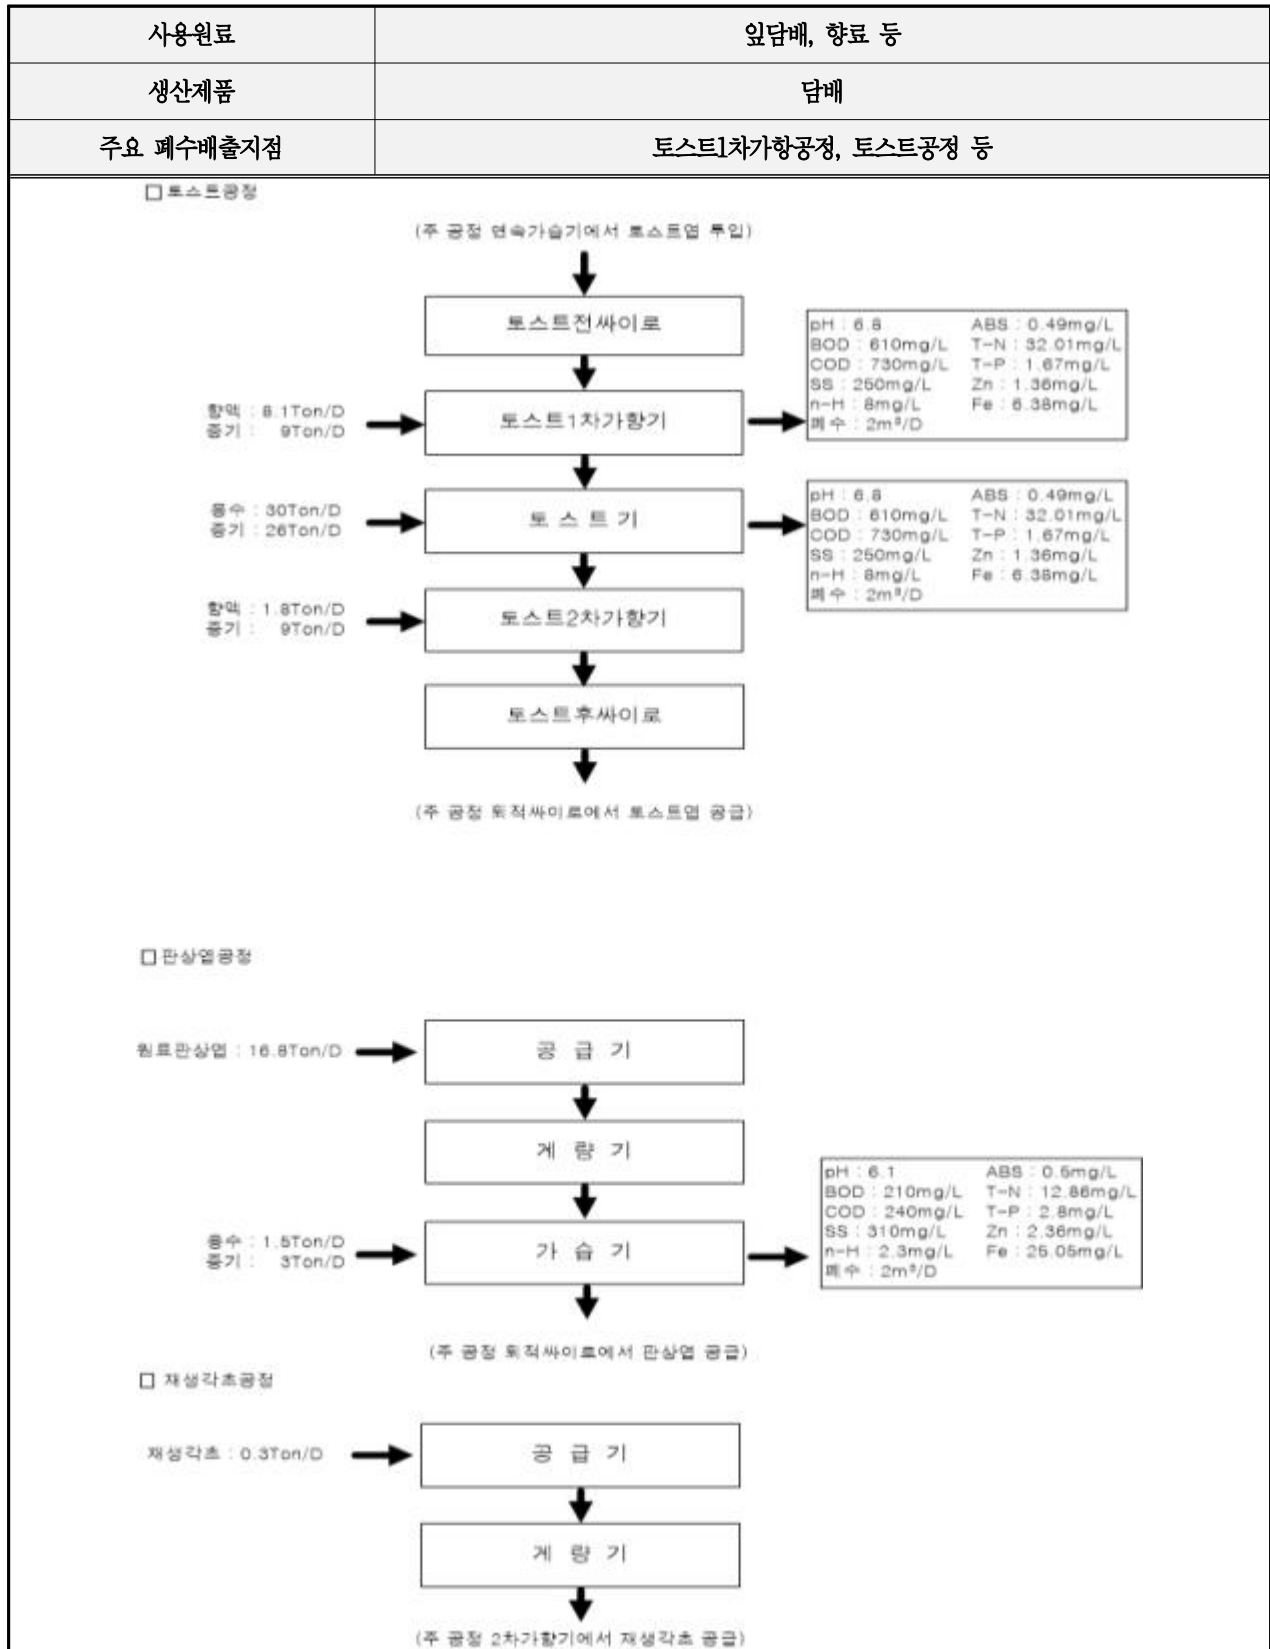 사용원료 잎담배, 향료 등
생산제품 담배
주요 폐수배출지점 토스트1차가향공정, 토스트공정 등
□ 토스트공정
(주 공정 연속가습기에서 토스트엽 투입)
토스트전싸이로
pH : 6.8 ABS : 0.49mg/L
BOD : 610mg/L T-N : 32.01mg/L
COD : 730mg/L T-P : 1.67mg/L
SS : 250mg/L Zn : 1.36mg/L
n-H : 8mg/L Fe : 6.38mg/L
폐수 : 2m³/D
향액 : 8.1Ton/D
증기 : 9Ton/D
토스트1차가향기
용수 : 30Ton/D
증기 : 26Ton/D
토 스 트 기
pH : 6.8 ABS : 0.49mg/L
BOD : 610mg/L T-N : 32.01mg/L
COD : 730mg/L T-P : 1.67mg/L
SS : 250mg/L Zn : 1.36mg/L
n-H : 8mg/L Fe : 6.38mg/L
폐수 : 2m³/D
향액 : 1.8Ton/D
증기 : 9Ton/D
토스트2차가향기
토스트후싸이로
(주 공정 퇴적싸이로에서 토스트엽 공급)
□ 판상엽공정
원료판상엽 : 16.8Ton/D
공 급 기
계 량 기
용수 : 1.5Ton/D
증기 : 3Ton/D
가 습 기
pH : 6.1 ABS : 0.5mg/L
BOD : 210mg/L T-N : 12.86mg/L
COD : 240mg/L T-P : 2.8mg/L
SS : 310mg/L Zn : 2.36mg/L
n-H : 2.3mg/L Fe : 25.05mg/L
폐수 : 2m³/D
(주 공정 퇴적싸이로에서 판상엽 공급)
□ 재생각초공정
재생각초 : 0.3Ton/D
공 급 기
계 량 기
(주 공정 2차가향기에서 재생각초 공급)